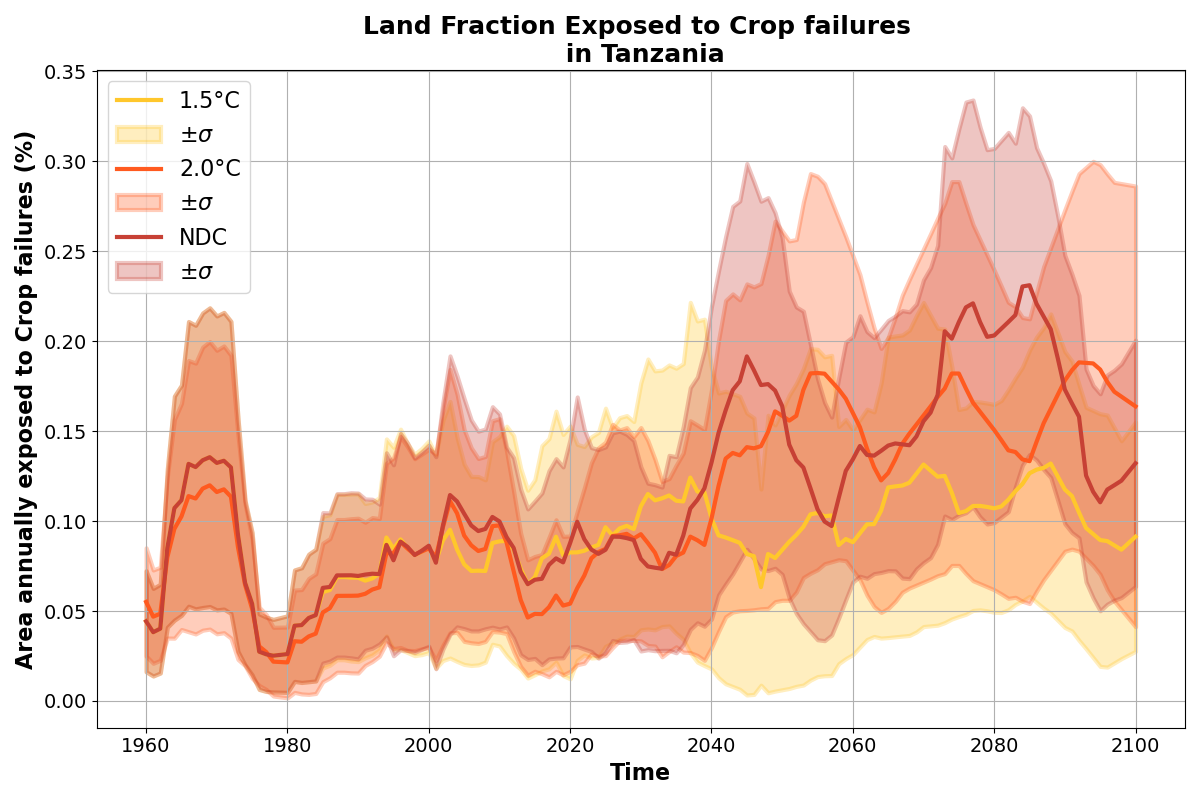 Land Fraction Exposed to Crop failures
in Tanzania
Area annually exposed to Crop failures (%)
0.35
0.30
0.25
0.20
0.15
0.10
0.05
0.00
1.5°C
±σ
2.0°C
±σ
NDC
±σ
1960
1980
2000
2020
2040
2060
2080
2100
Time